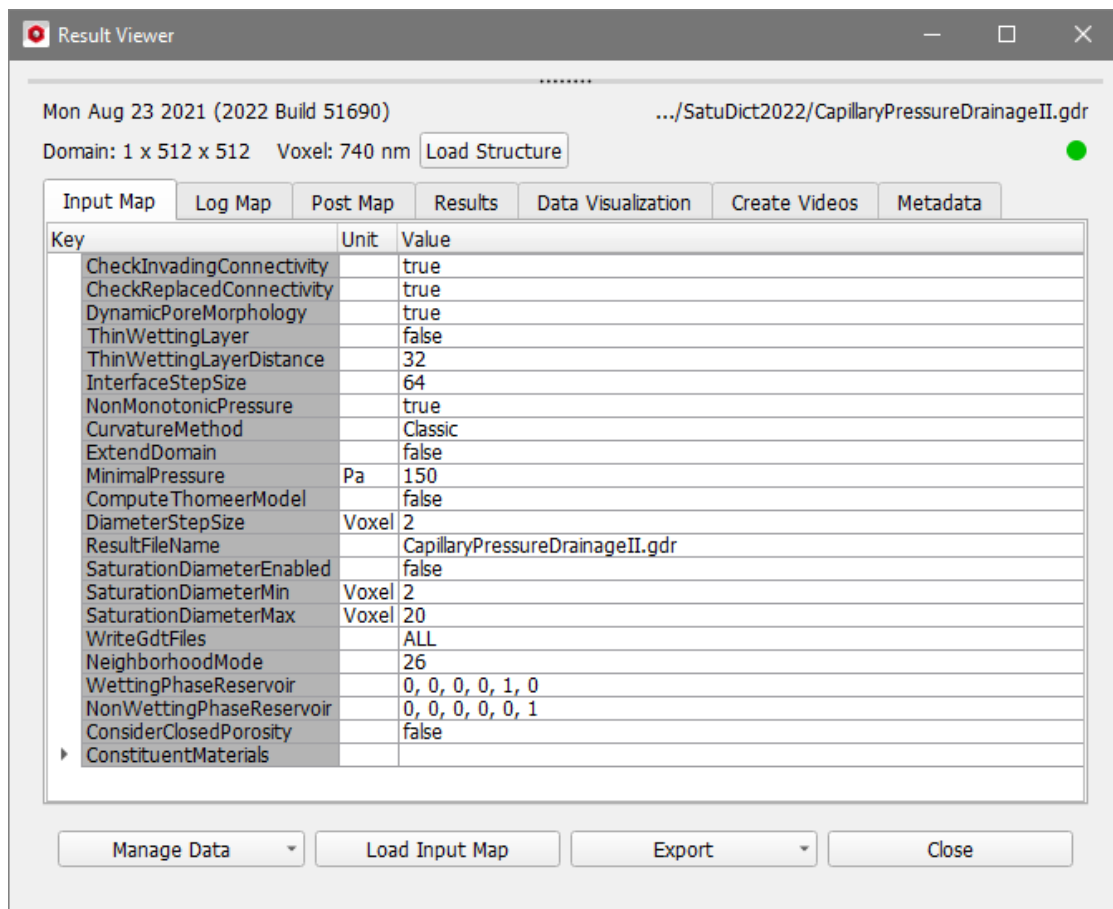 Result Viewer
Mon Aug 23 2021 (2022 Build 51690) .../SatuDict2022/CapillaryPressureDrainageII.gdr
Domain: 1 x 512 x 512 Voxel: 740 nm Load Structure
Input Map Log Map Post Map Results Data Visualization Create Videos Metadata
Key Unit Value
CheckInvadingConnectivity true
CheckReplacedConnectivity true
DynamicPoreMorphology true
ThinWettingLayer false
ThinWettingLayerDistance 32
InterfaceStepSize 64
NonMonotonicPressure true
CurvatureMethod Classic
ExtendDomain false
MinimalPressure Pa 150
ComputeThomeerModel false
DiameterStepSize Voxel 2
ResultFileName CapillaryPressureDrainageII.gdr
SaturationDiameterEnabled false
SaturationDiameterMin Voxel 2
SaturationDiameterMax Voxel 20
WriteGdtFiles ALL
NeighborhoodMode 26
WettingPhaseReservoir 0, 0, 0, 0, 1, 0
NonWettingPhaseReservoir 0, 0, 0, 0, 0, 1
ConsiderClosedPorosity false
ConstituentMaterials
Manage Data Load Input Map Export Close